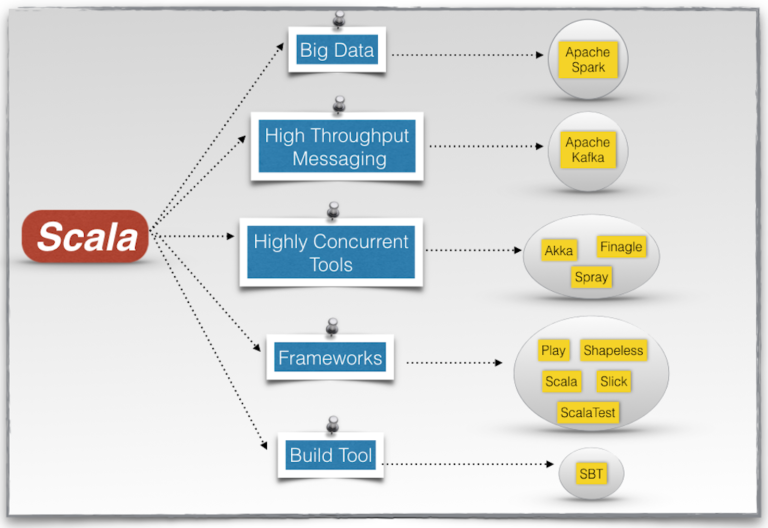 Scala
Big Data
Apache
Spark
High Throughput
Messaging
Apache
Kafka
Highly Concurrent
Tools
Akka
Finagle
Spray
Frameworks
Play
Shapeless
Scala
Slick
ScalaTest
Build Tool
SBT